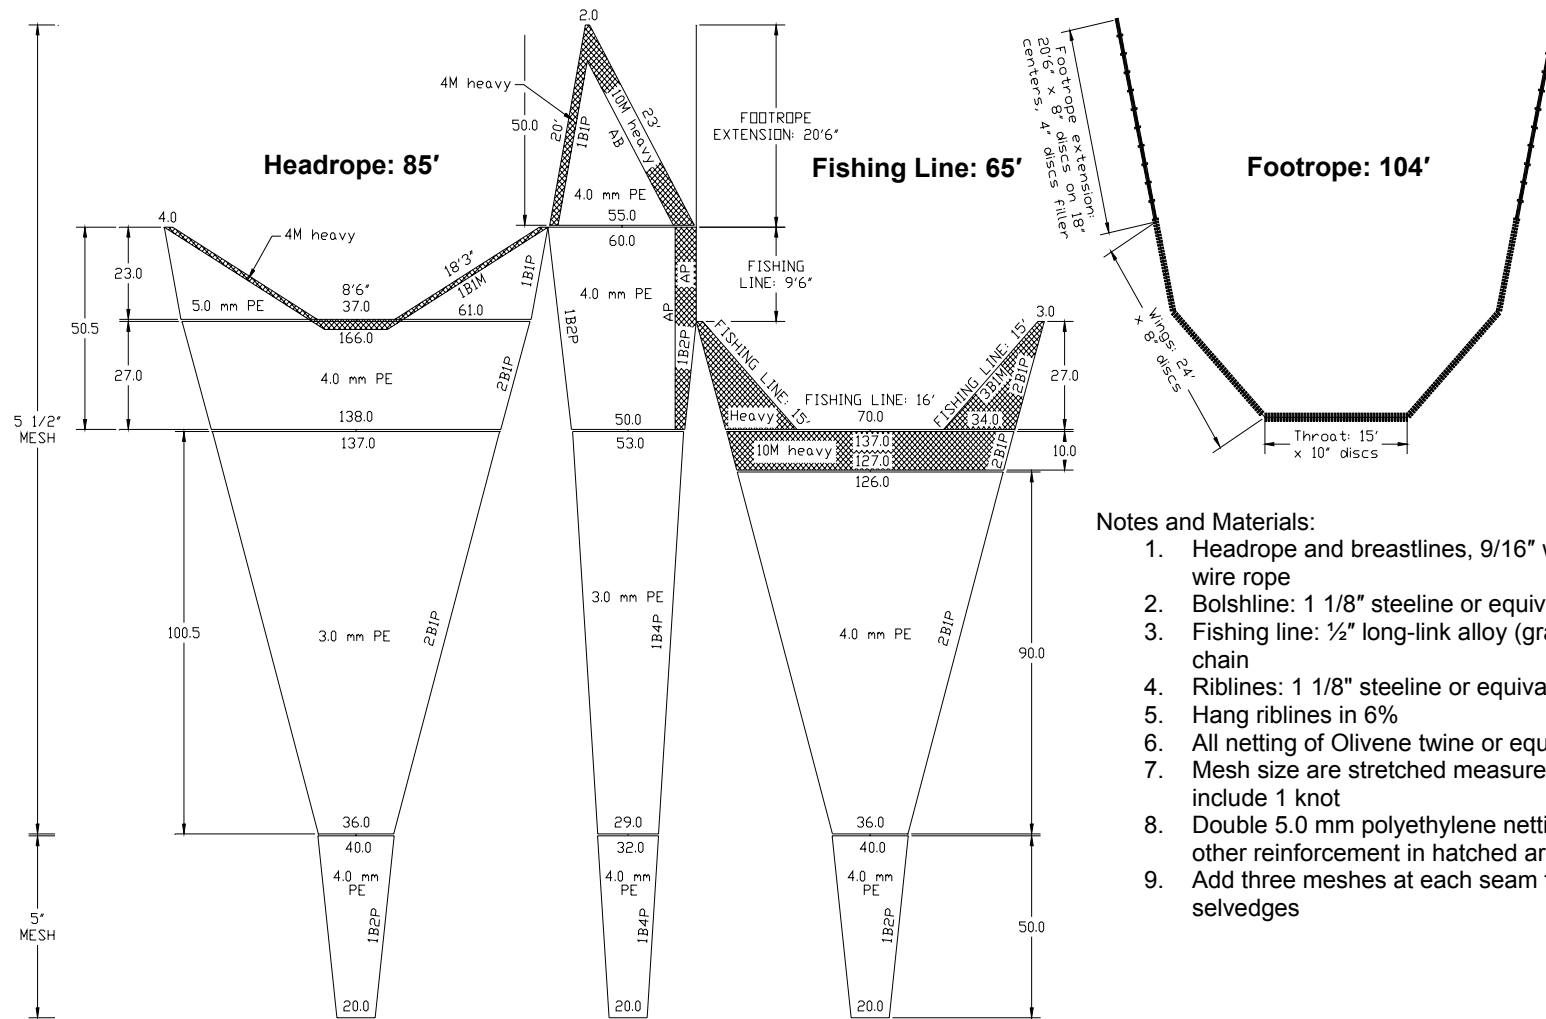 2.0
4M heavy
50.0
20'
1B1P
10M heavy
AB
23'
4.0 mm PE
55.0
60.0
FOOTROPE
EXTENSION: 20'6"
Headrope: 85'
Fishing Line: 65'
Footrope: 104'
Footrope extension:
20'6" x 8" discs on 18"
centers, 4" discs filler
4.0
4M heavy
23.0
8'6"
18'3"
1B1M
1B1P
5.0 mm PE
37.0
61.0
50.5
166.0
27.0
4.0 mm PE
2B1P
138.0
137.0
4.0 mm PE
1B2P
AP
AP
1B2P
50.0
53.0
FISHING
LINE: 9'6"
FISHING LINE: 15'
FISHING LINE: 15'
3.0
3B1M
2B1P
27.0
FISHING LINE: 16'
70.0
Heavy
34.0
137.0
10M heavy
127.0
2B1P
10.0
126.0
Wings: 24'
x 8" discs
Throat: 15'
x 10" discs
5 1/2"
MESH
100.5
3.0 mm PE
2B1P
36.0
3.0 mm PE
1B4P
29.0
4.0 mm PE
2B1P
90.0
36.0
5"
MESH
40.0
4.0 mm
PE
1B2P
20.0
32.0
4.0 mm
PE
1B4P
20.0
40.0
4.0 mm
PE
1B2P
20.0
50.0
Notes and Materials:
1. Headrope and breastlines, 9/16"
wire rope
2. Bolshline: 1 1/8" steeline or
3. Fishing line: ½" long-link alloy
chain
4. Riblines: 1 1/8" steeline or
5. Hang riblines in 6%
6. All netting of Olivene twine or
7. Mesh size are stretched
include 1 knot
8. Double 5.0 mm polyethylene
other reinforcement in hatched
9. Add three meshes at each seam
selvedges